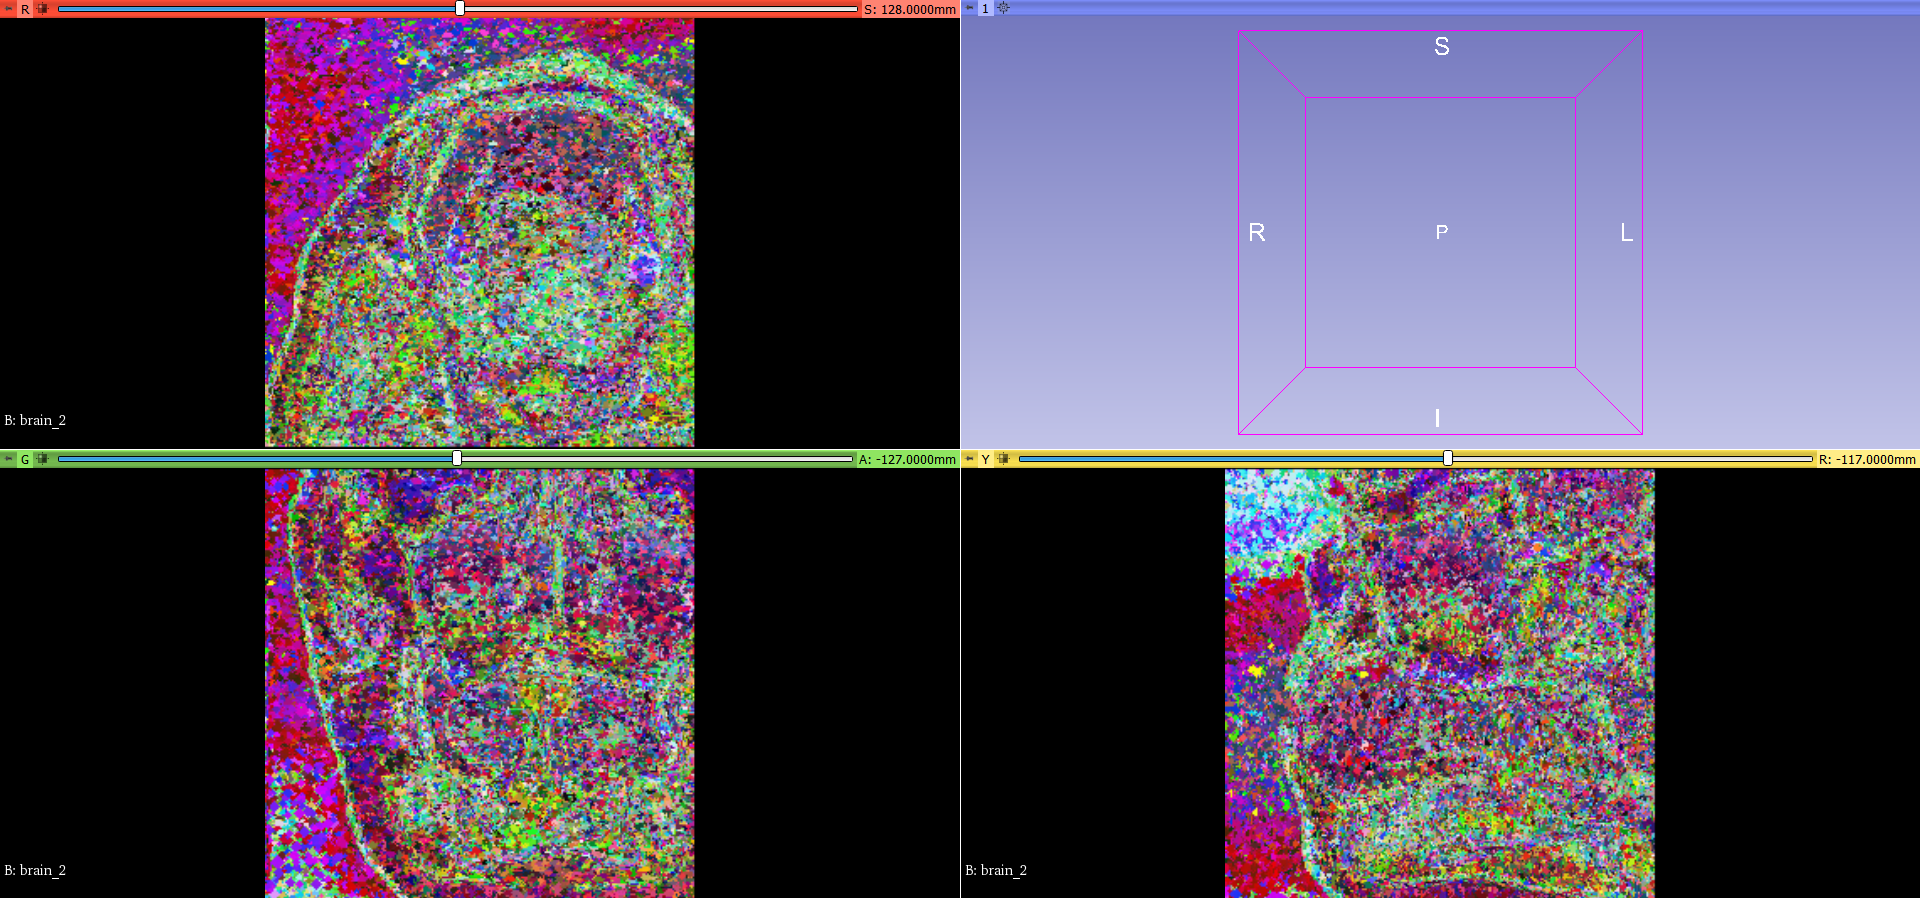 R S: 128.0000mm
B: brain_2
1
S
R P L
I
G A: -127.0000mm
B: brain_2
Y R: -117.0000mm
B: brain_2